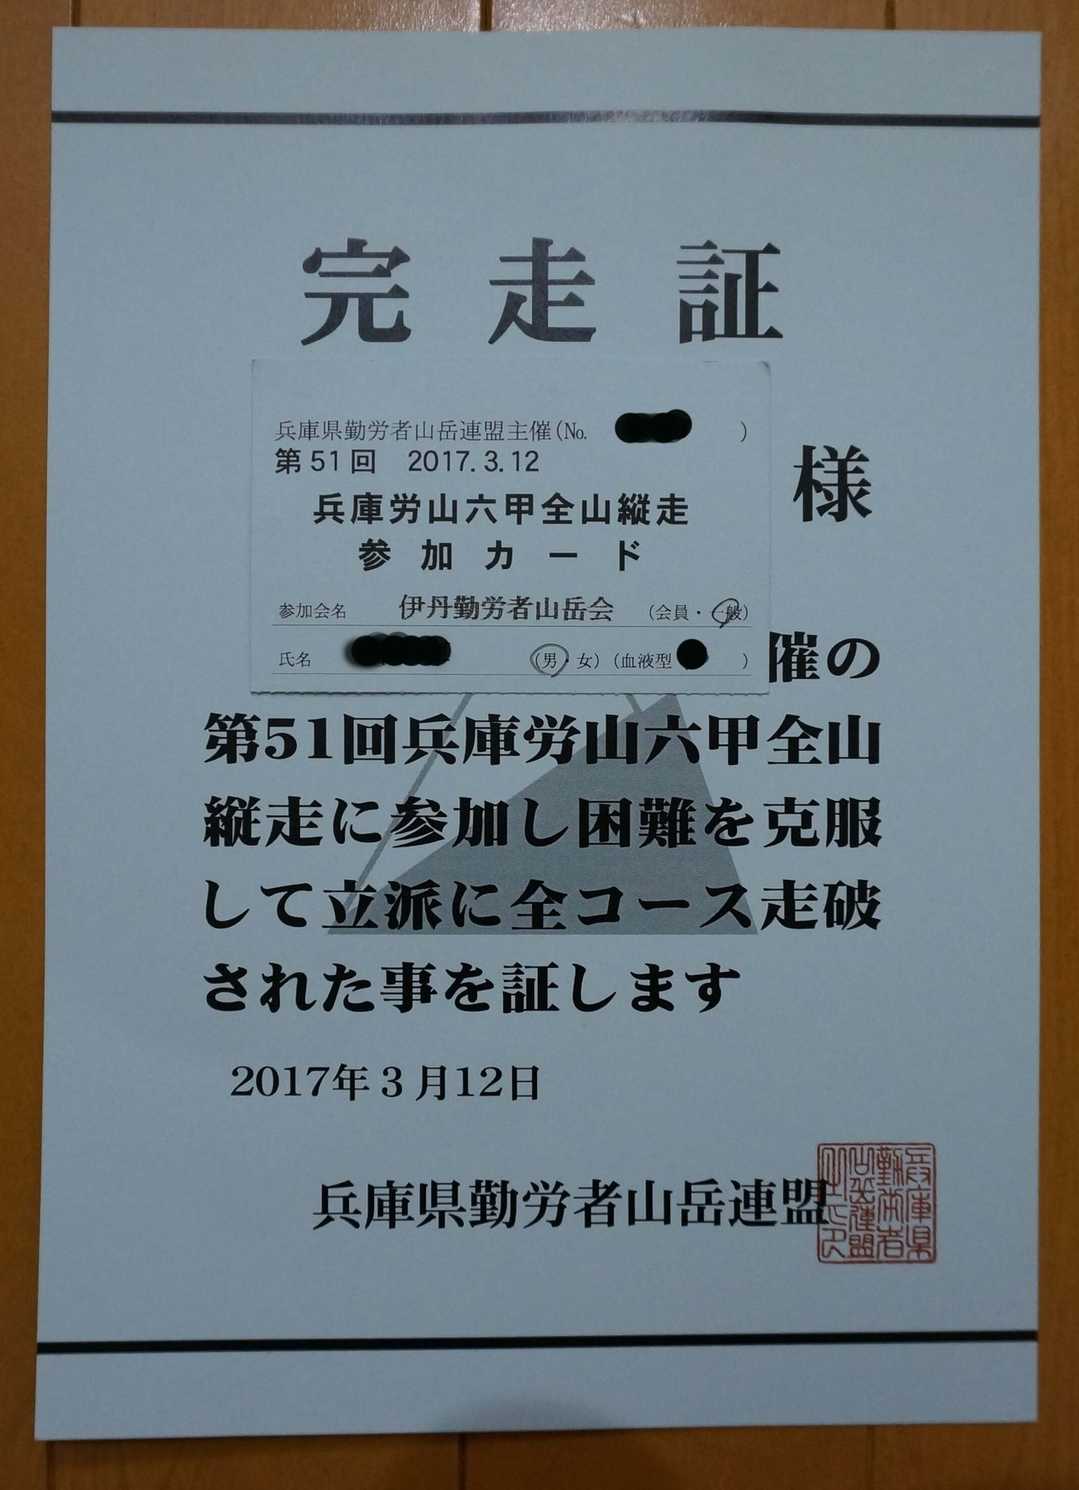 完走証
兵庫県勤労者山岳連盟主催(No. )
第51回 2017.3.12
兵庫労山六甲全山縦走
参加カード
参加会名 伊丹勤労者山岳会 (会員・一般)
氏名 (男・女) (血液型 )
様
催の
第51回兵庫労山六甲全山
縦走に参加し困難を克服
して立派に全コース走破
された事を証します
2017年3月12日
兵庫県勤労者山岳連盟